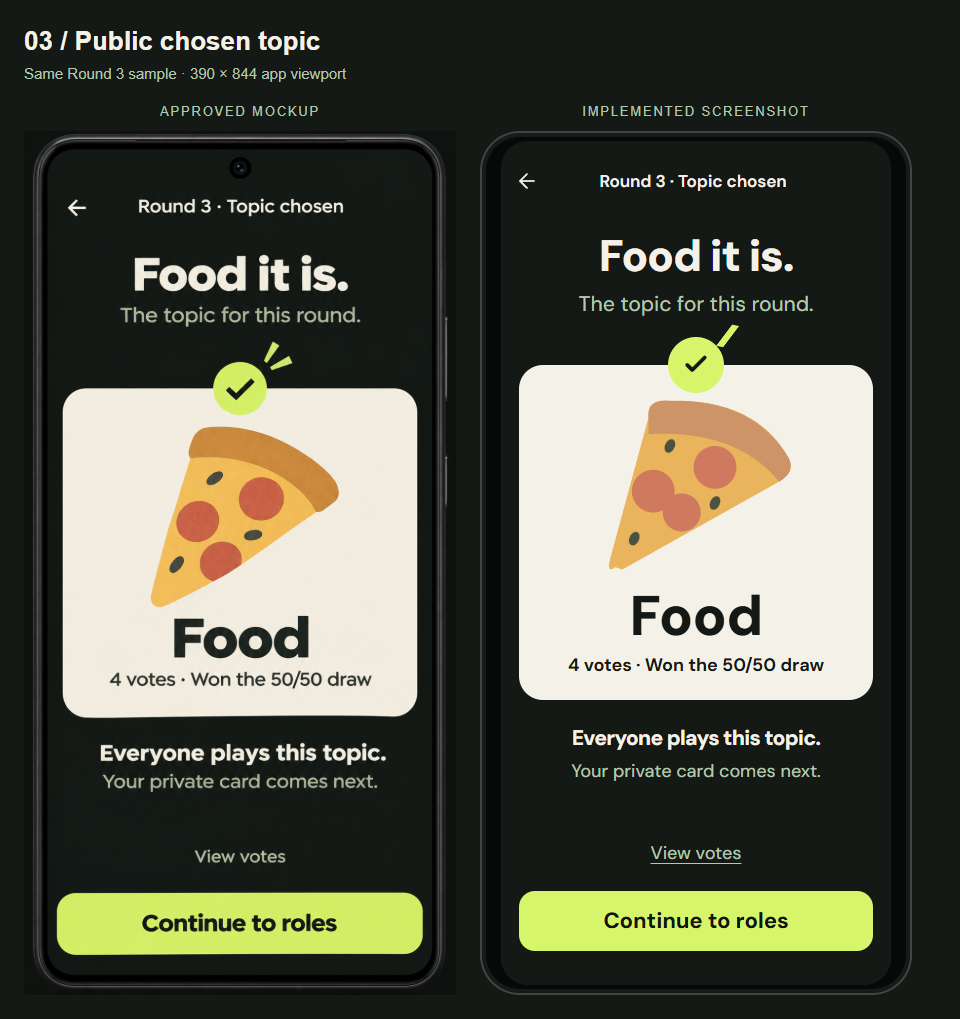 03 / Public chosen topic
Same Round 3 sample · 390 × 844 app viewport
APPROVED MOCKUP
Round 3 · Topic chosen
Food it is.
The topic for this round.
Food
4 votes · Won the 50/50 draw
Everyone plays this topic.
Your private card comes next.
View votes
Continue to roles
IMPLEMENTED SCREENSHOT
Round 3 · Topic chosen
Food it is.
The topic for this round.
Food
4 votes · Won the 50/50 draw
Everyone plays this topic.
Your private card comes next.
View votes
Continue to roles